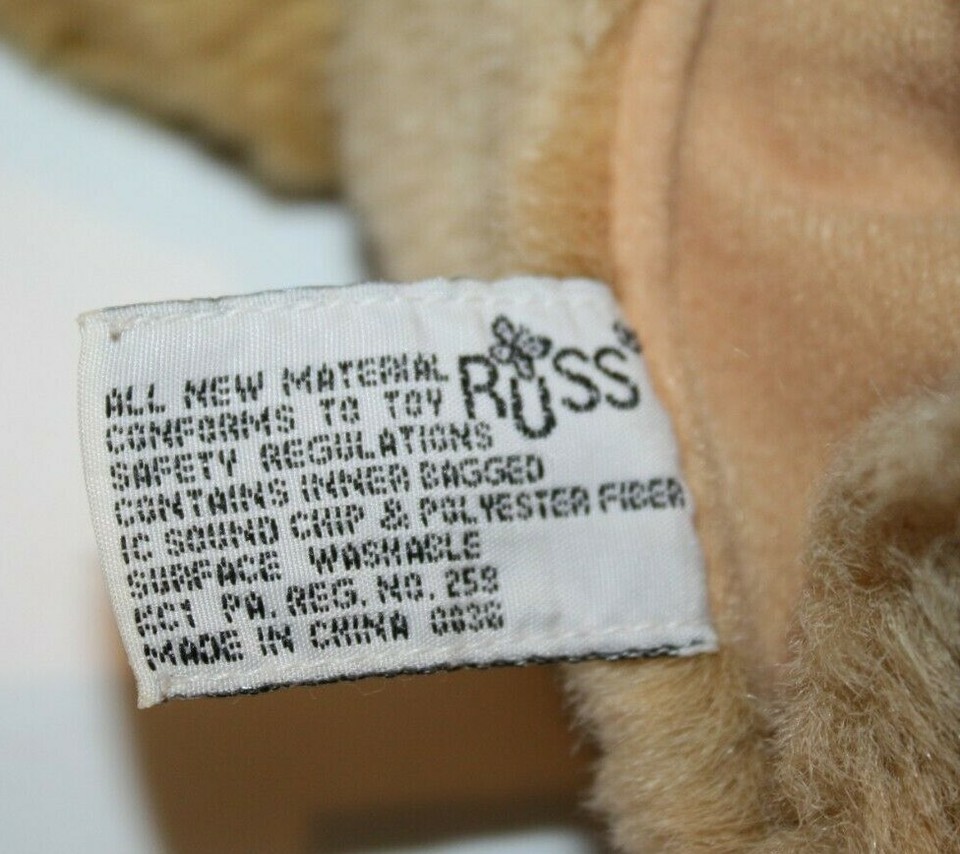 RUSS®
ALL NEW MATERIAL
CONFORMS TO TOY
SAFETY REGULATIONS
CONTAINS INNER BAGGED
IC SOUND CHIP & POLYESTER FIBER
SURFACE WASHABLE
KC1 PA. REG. NO. 259
MADE IN CHINA 0036